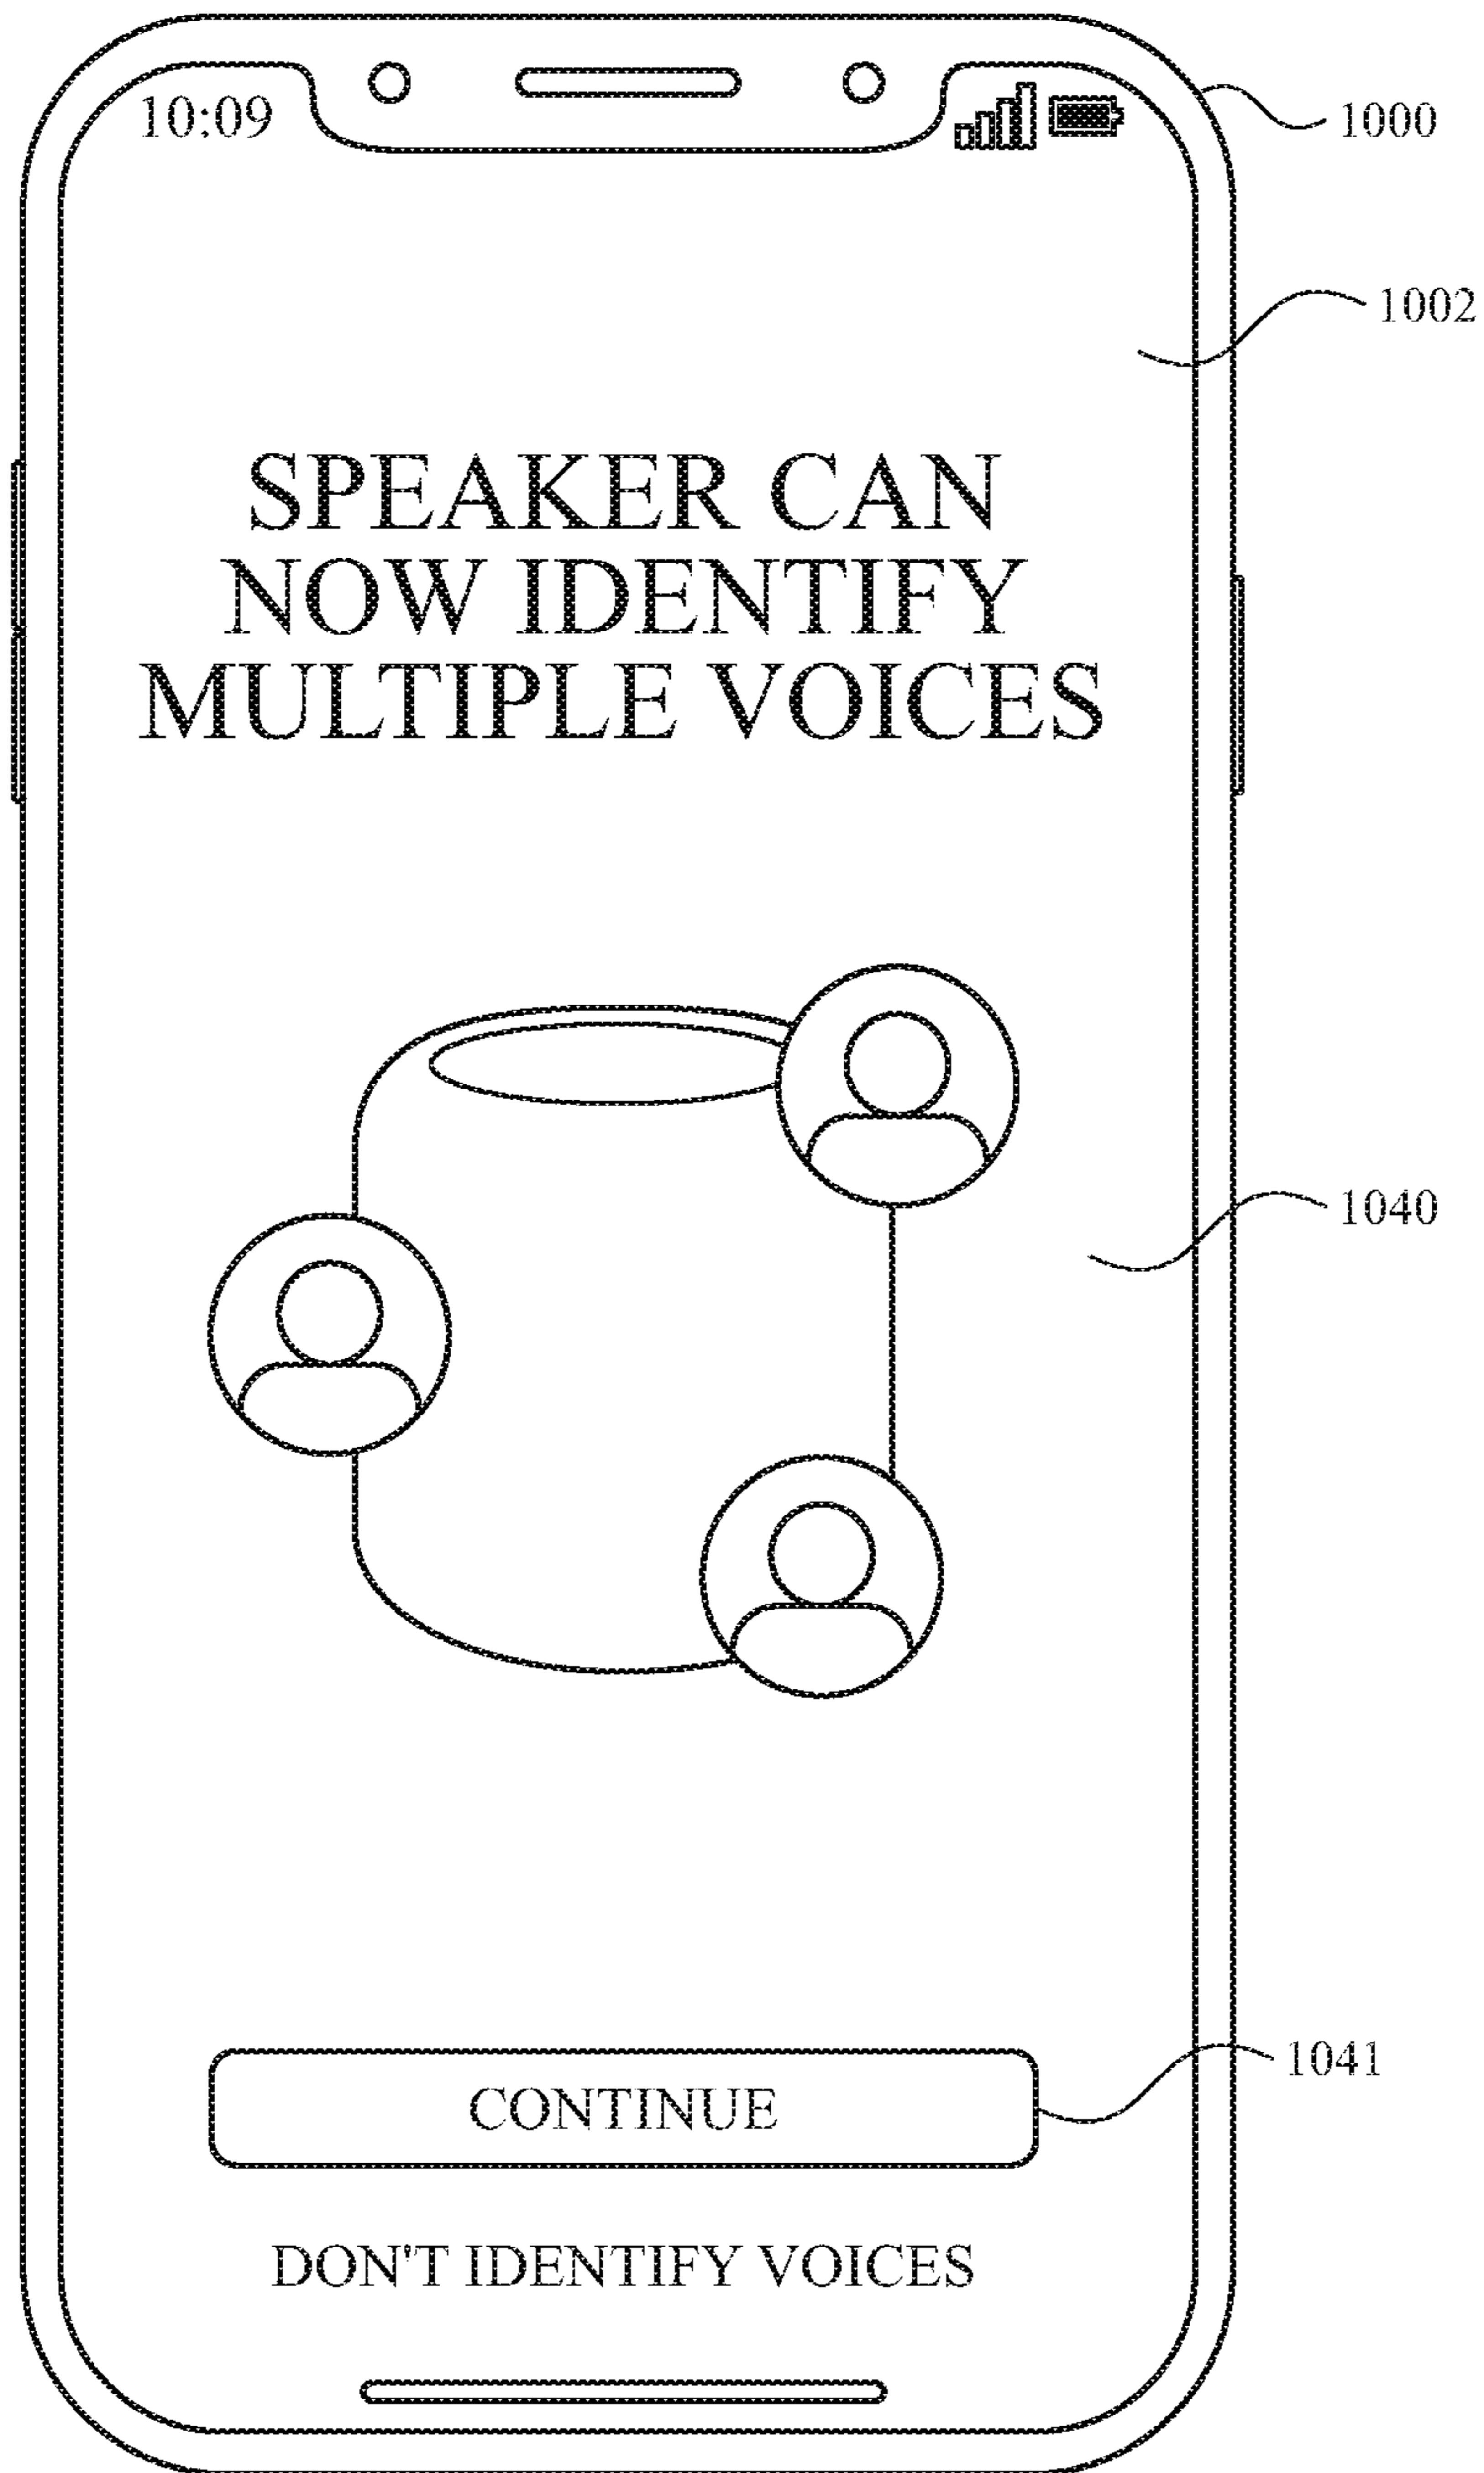 10:09
1000
1002
SPEAKER CAN
NOW IDENTIFY
MULTIPLE VOICES
1040
1041
CONTINUE
DON'T IDENTIFY VOICES